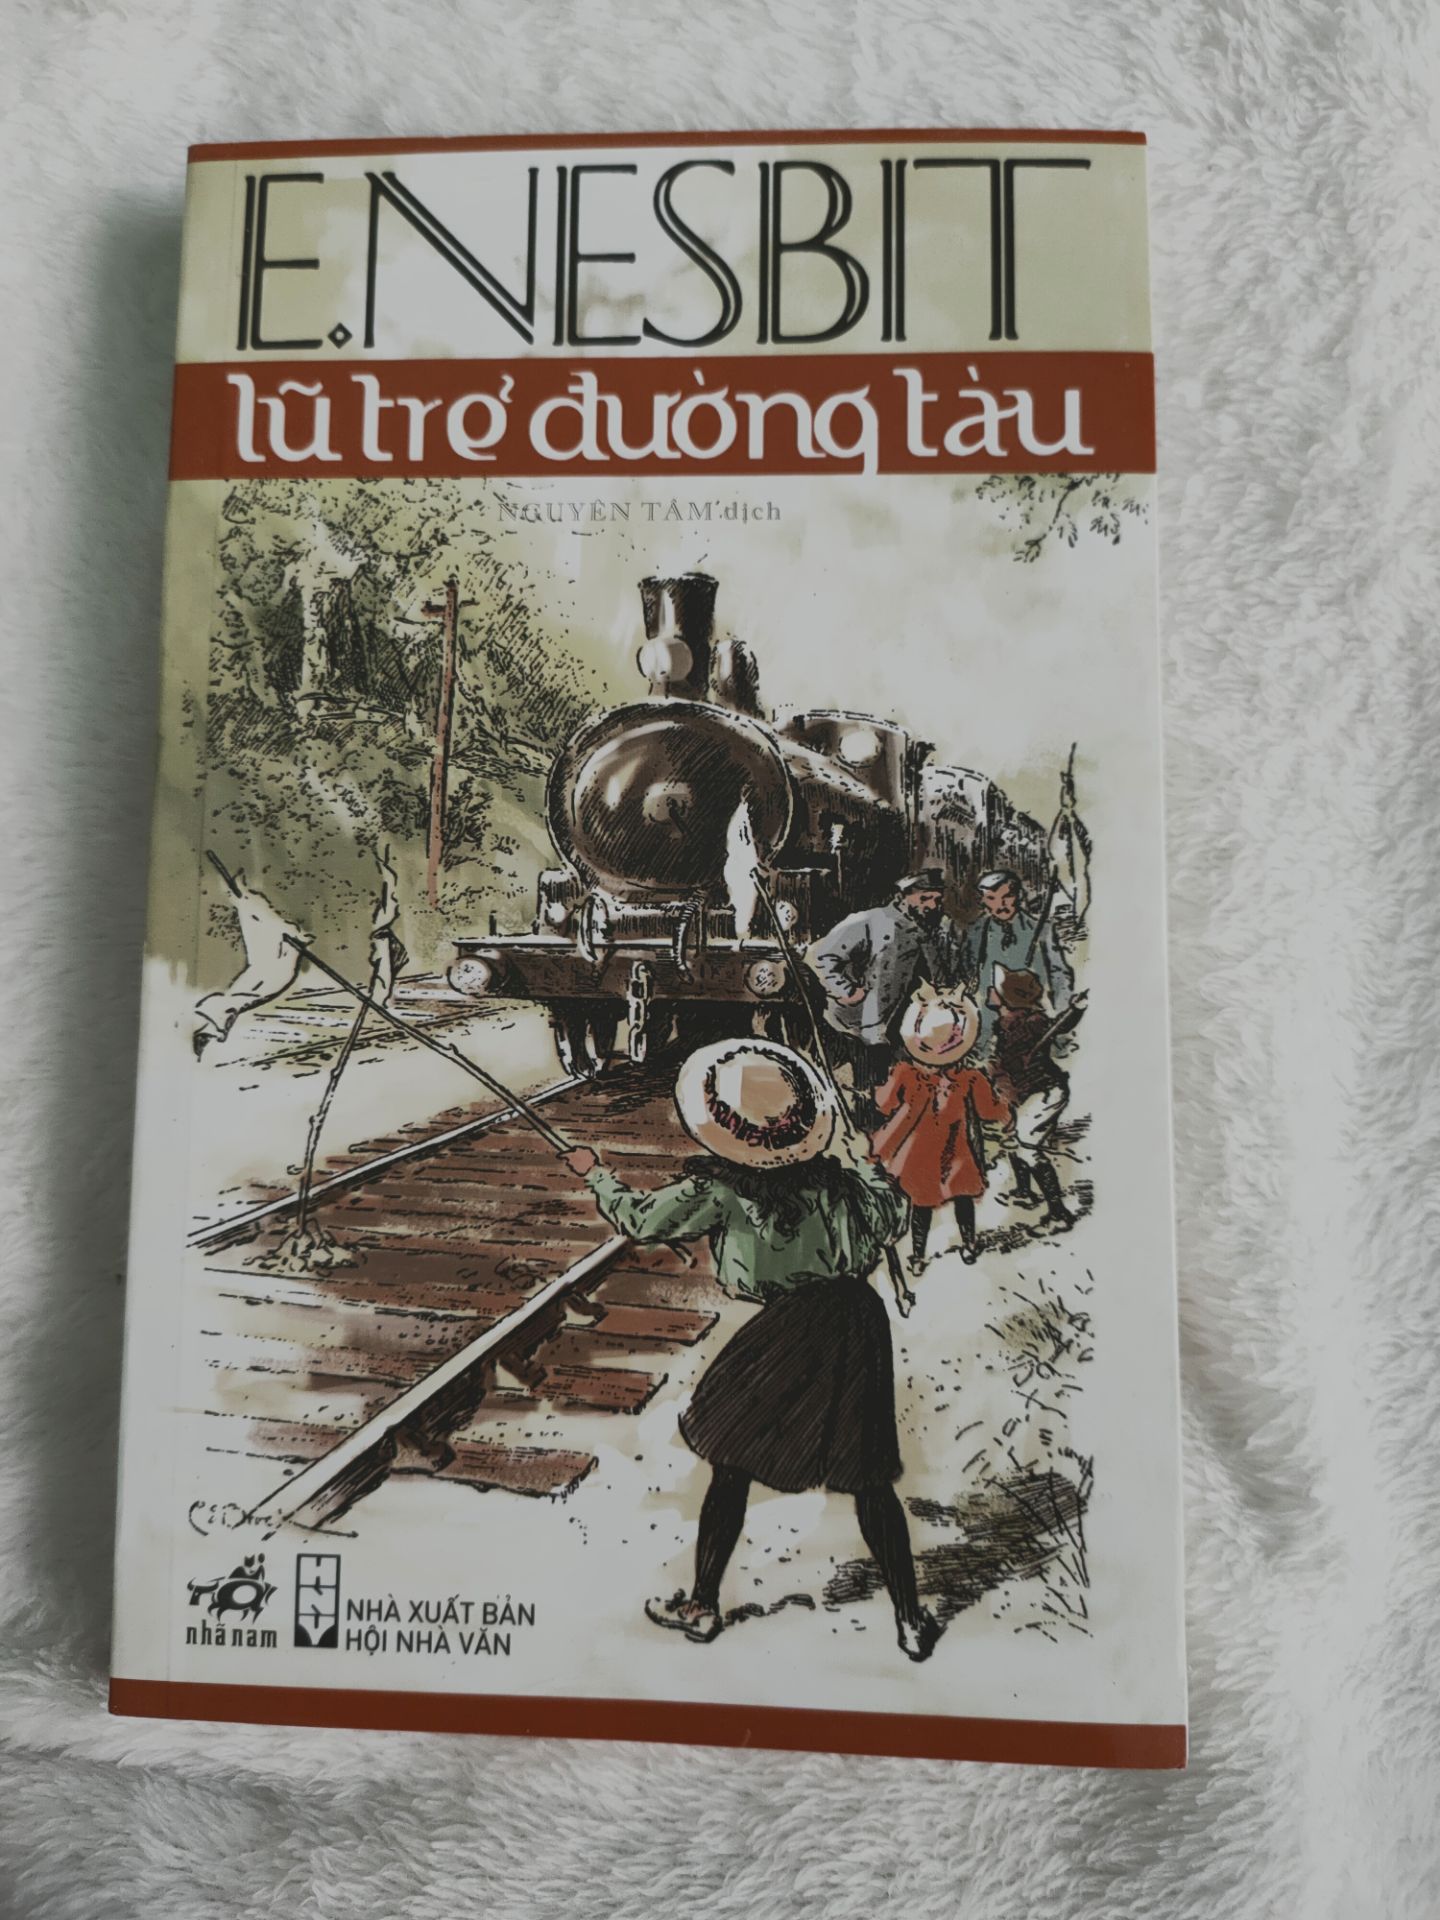 E. NESBIT
lũ trẻ đường tàu
NGUYÊN TÂM dịch
nhã nam
NHÀ XUẤT BẢN
HỘI NHÀ VĂN